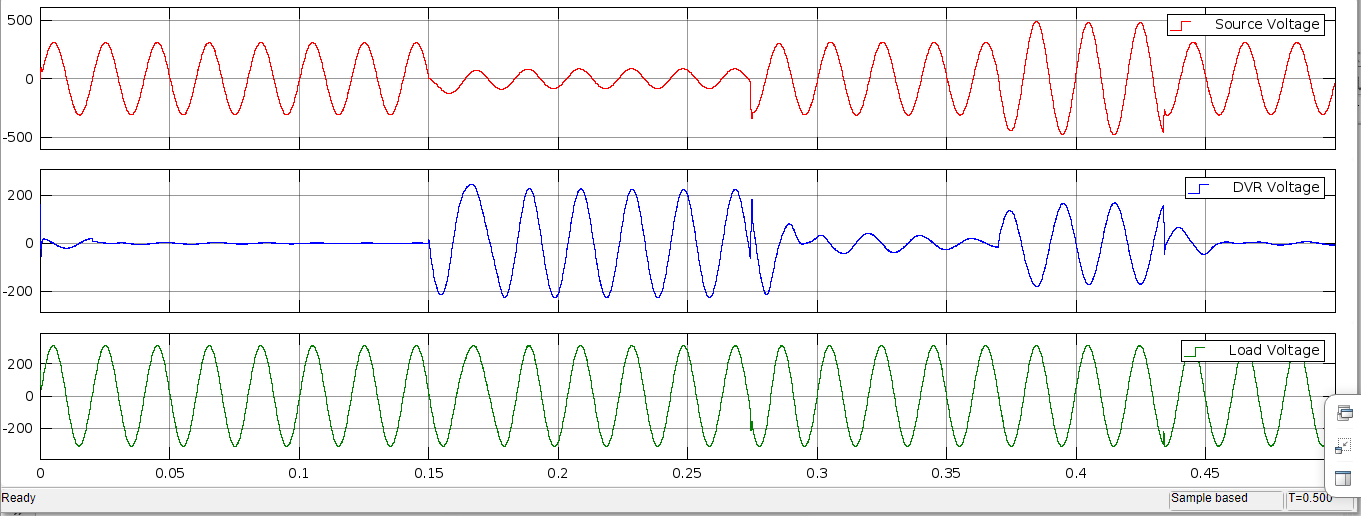 500
Source Voltage
0
-500
200
DVR Voltage
0
-200
200
Load Voltage
0
-200
0 0.05 0.1 0.15 0.2 0.25 0.3 0.35 0.4 0.45
Ready Sample based T=0.500